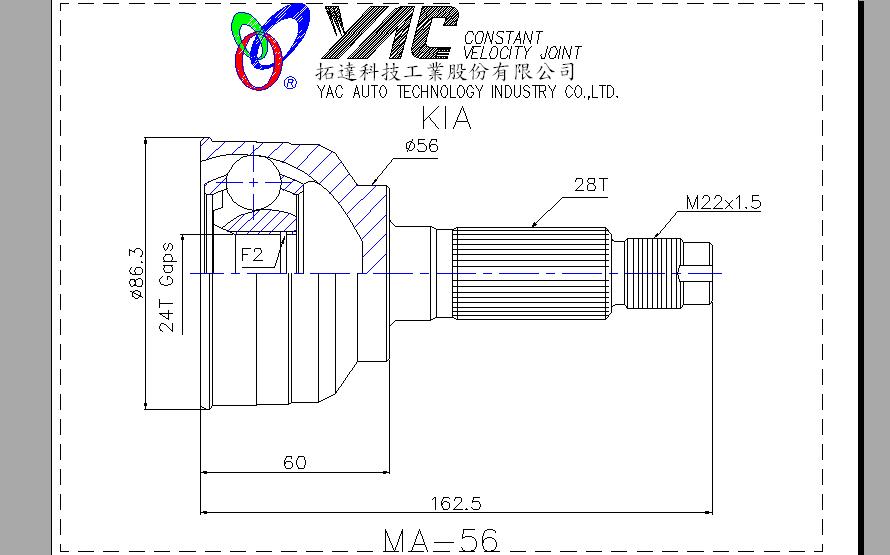 YAC
CONSTANT
VELOCITY JOINT
®
拓達科技工業股份有限公司
YAC AUTO TECHNOLOGY INDUSTRY CO.,LTD.
KIA
ø56
28T
M22x1.5
F2
ø86.3
24T Gaps
60
162.5
MA-56